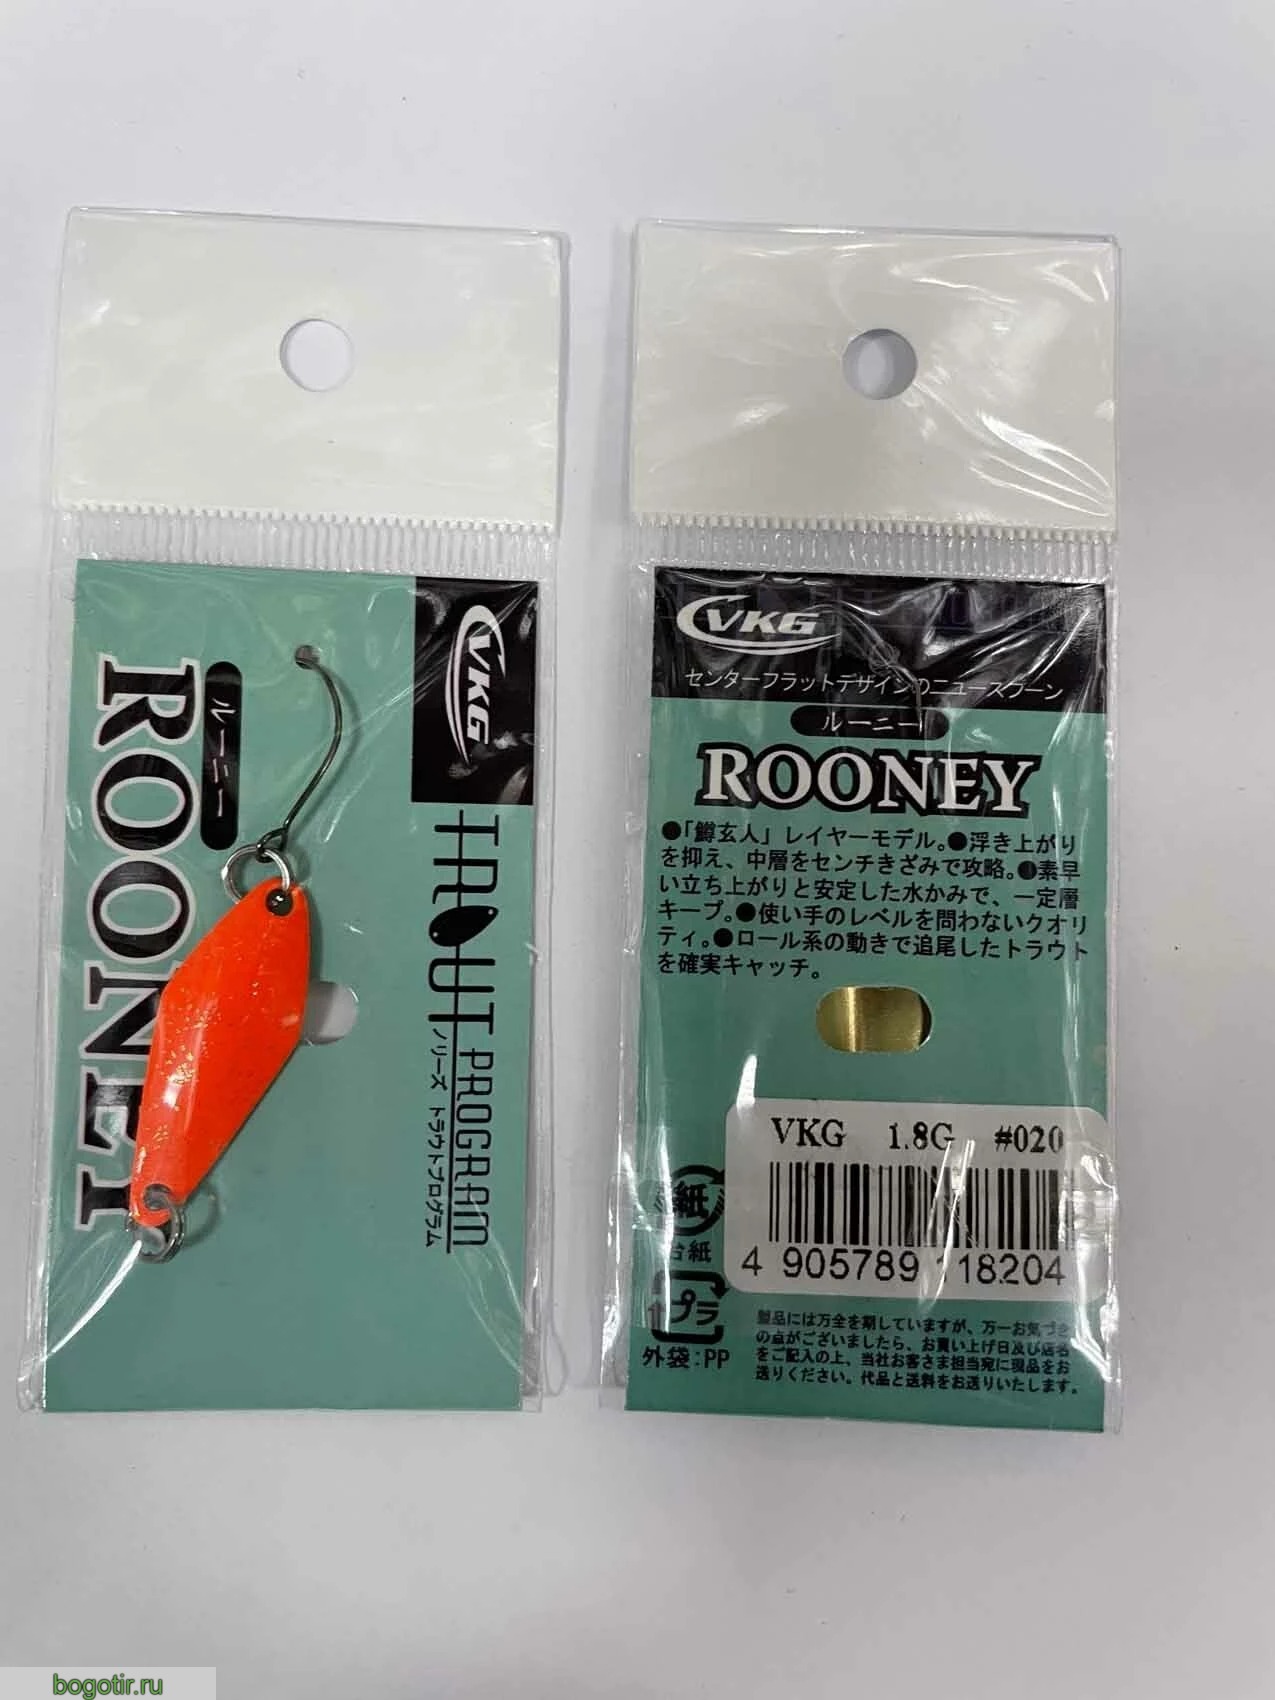 ROONEY
ルーニー
VKG
TROUT PROGRAM
ノリーズ トラウトプログラム
VKG
センターフラットデザインのニュースプーン
ルーニー
ROONEY
●「鱒玄人」レイヤーモデル。●浮き上がり
を抑え、中層をセンチきざみで攻略。●素早
い立ち上がりと安定した水かみで、一定層
キープ。●使い手のレベルを問わないクオリ
ティ。●ロール系の動きで追尾したトラウト
を確実キャッチ。
VKG 1.8G #020
4 905789 118204
紙
台紙
プラ
外袋:PP
製品には万全を期していますが、万一お気づき
の点がございましたら、お買い上げ日及び店名
をご記入の上、当社お客さま担当宛に現品をお
送りください。代品と送料をお送りいたします。
bogotir.ru